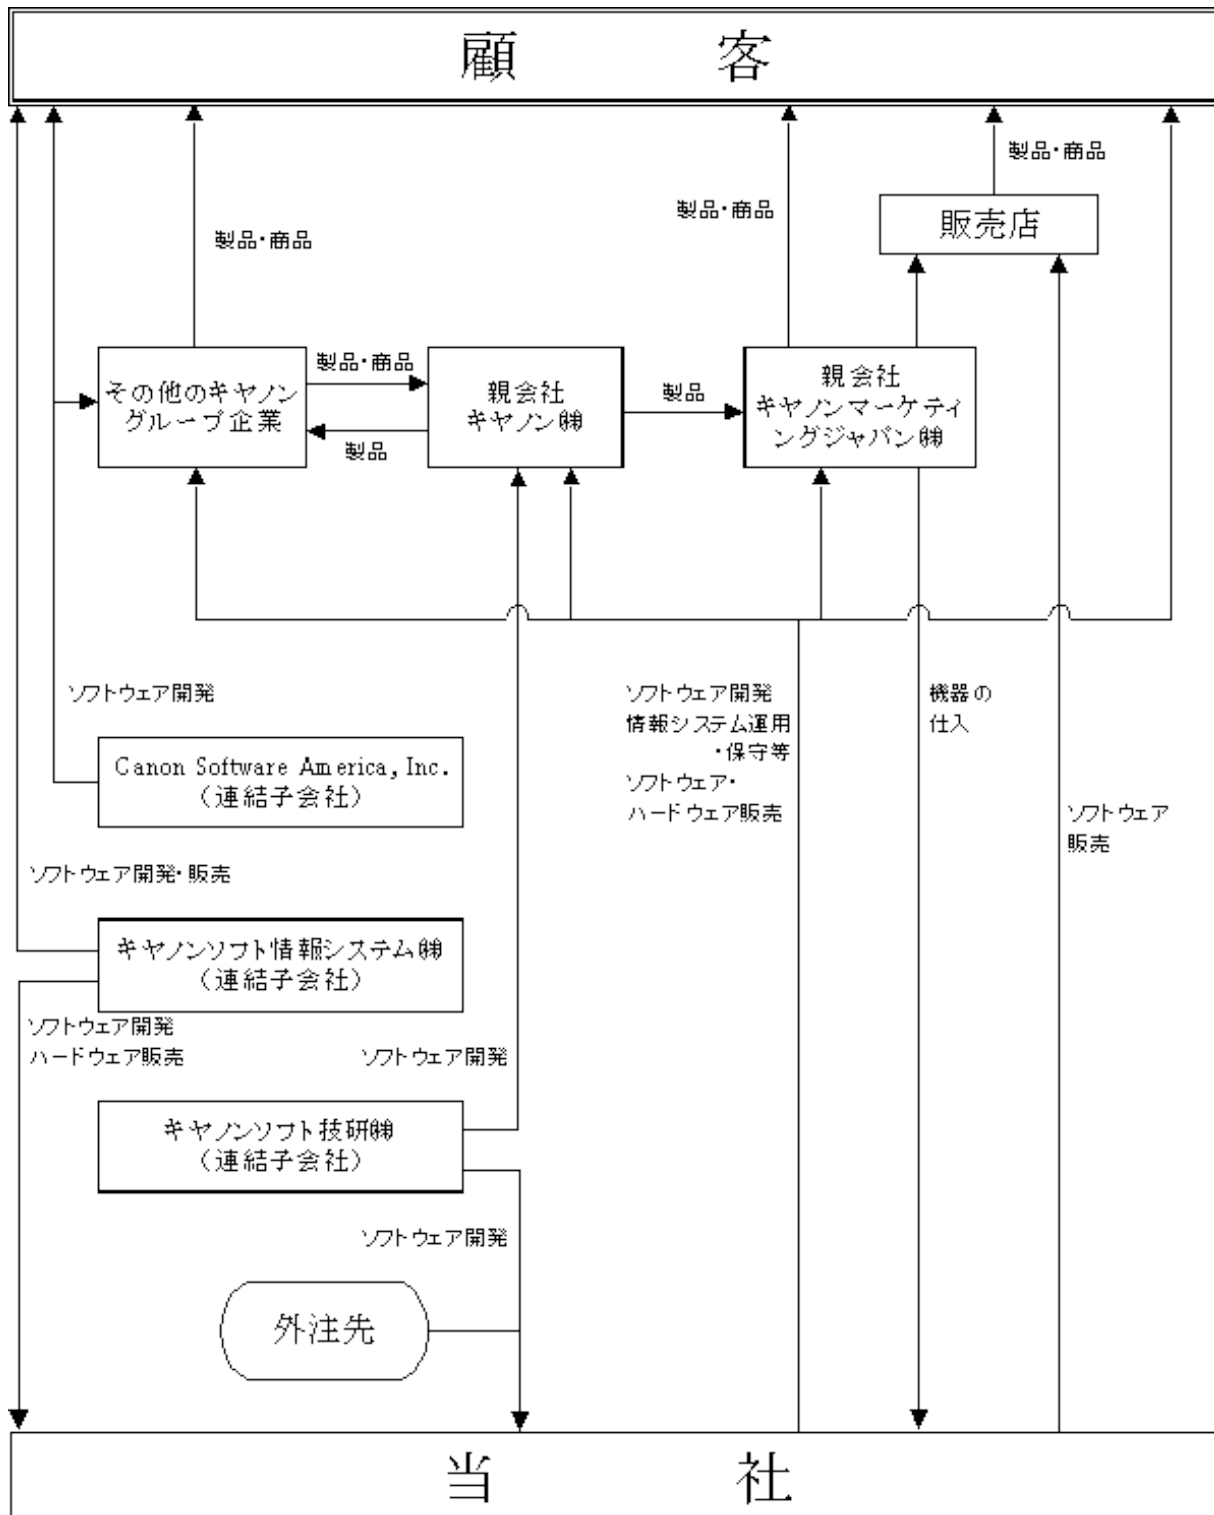 顧　客
製品・商品
販売店
製品・商品
製品・商品
その他のキヤノン
グループ企業
製品・商品
製品
親会社
キヤノン㈱
製品
親会社
キヤノンマーケティ
ングジャパン㈱
ソフトウェア開発
Canon Software America, Inc.
（連結子会社）
ソフトウェア開発
情報システム運用
・保守等
ソフトウェア・
ハードウェア販売
機器の
仕入
ソフトウェア
販売
ソフトウェア開発・販売
キヤノンソフト情報システム㈱
（連結子会社）
ソフトウェア開発
ハードウェア販売
ソフトウェア開発
キヤノンソフト技研㈱
（連結子会社）
ソフトウェア開発
外注先
当　社